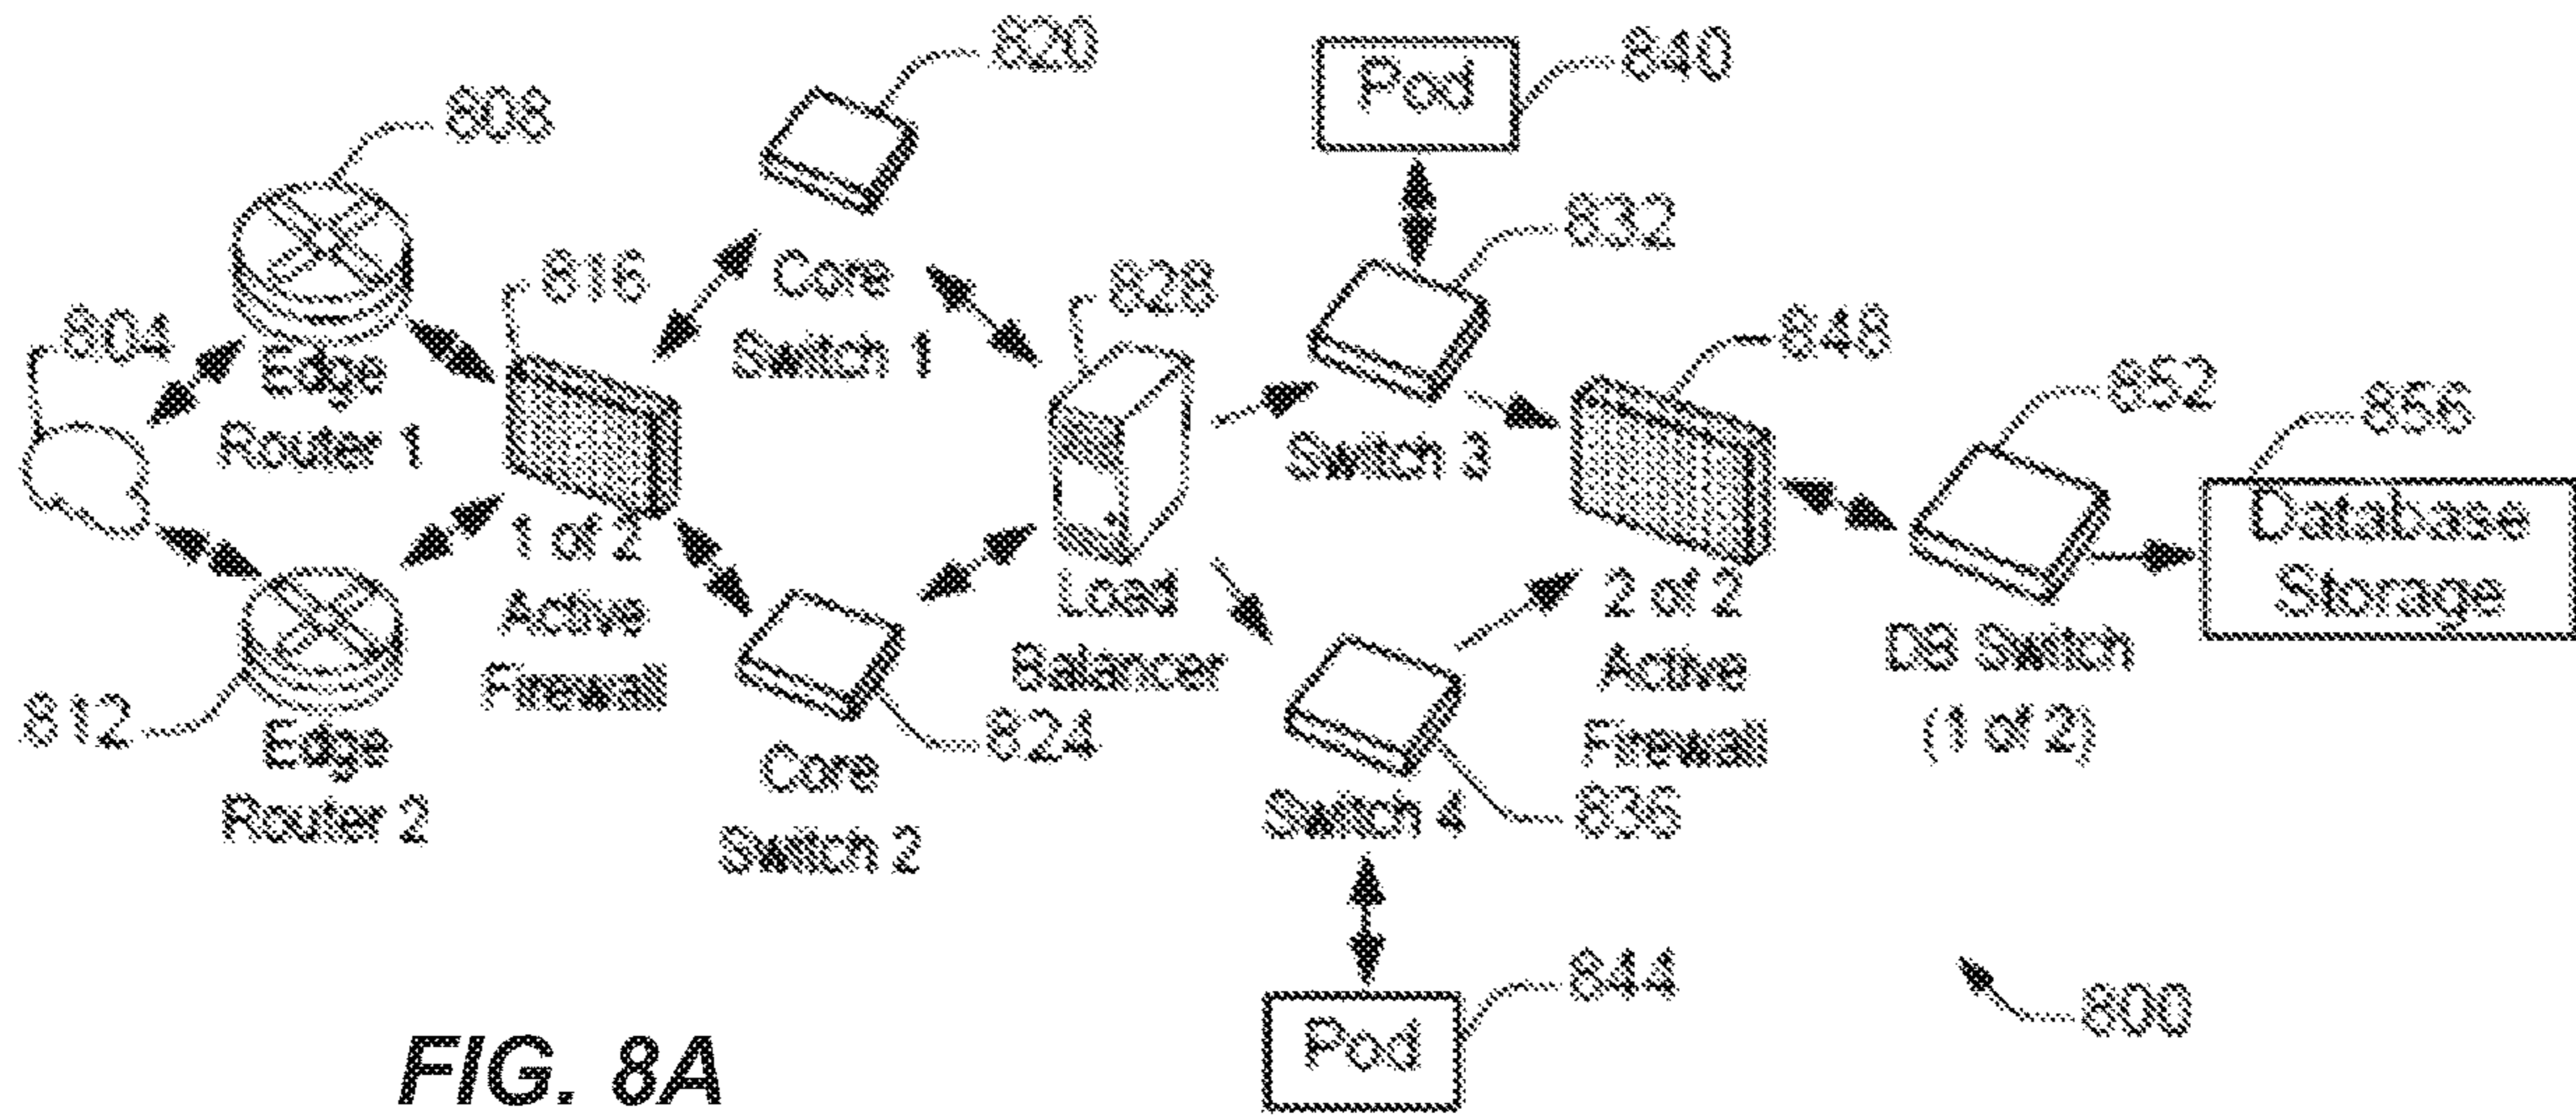 820
Pod
840
808
832
816
Core
Switch 1
828
804
Edge
Router 1
848
852
856
Switch 3
Database
Storage
1 of 2
Active
Firewall
Load
Balancer
2 of 2
Active
Firewall
DB Switch
(1 of 2)
812
Edge
Router 2
824
Core
Switch 2
Switch 4
836
844
Pod
800
FIG. 8A